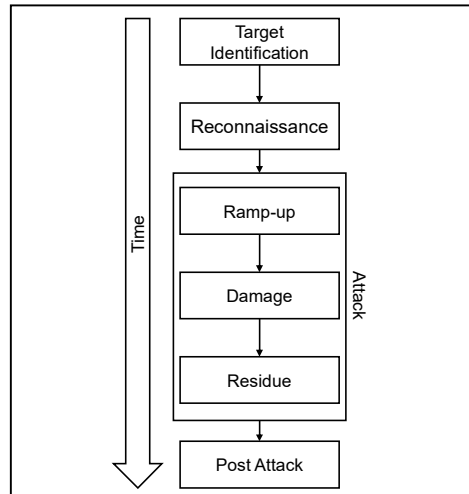 Target
Identification
Reconnaissance
Ramp-up
Time
Damage
Attack
Residue
Post Attack